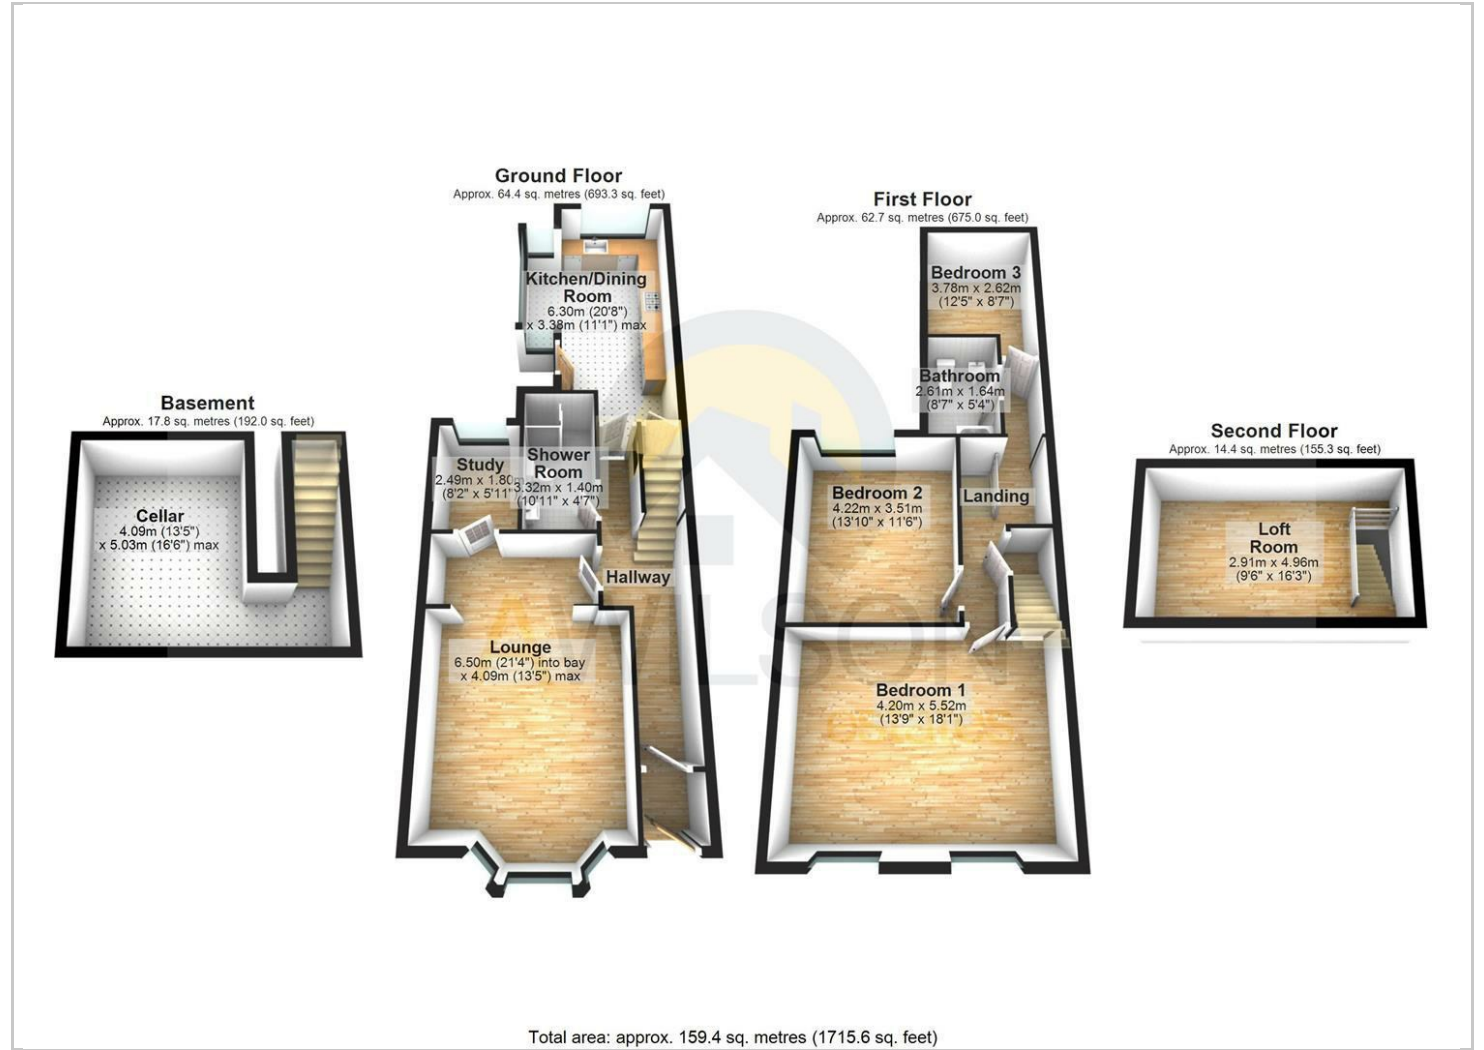 Ground Floor
Approx. 64.4 sq. metres (693.3 sq. feet)
Kitchen/Dining
Room
6.30m (20'8")
x 3.38m (11'1") max
Study
2.49m x 1.80m
(8'2" x 5'11"
Shower
Room
3.32m x 1.40m
(10'11" x 4'7")
Hallway
Lounge
6.50m (21'4") into bay
x 4.09m (13'5") max
First Floor
Approx. 62.7 sq. metres (675.0 sq. feet)
Bedroom 3
3.78m x 2.62m
(12'5" x 8'7")
Bathroom
2.61m x 1.64m
(8'7" x 5'4")
Bedroom 2
4.22m x 3.51m
(13'10" x 11'6")
Landing
Bedroom 1
4.20m x 5.52m
(13'9" x 18'1")
Basement
Approx. 17.8 sq. metres (192.0 sq. feet)
Cellar
4.09m (13'5")
x 5.03m (16'6") max
Second Floor
Approx. 14.4 sq. metres (155.3 sq. feet)
Loft
Room
2.91m x 4.96m
(9'6" x 16'3")
Total area: approx. 159.4 sq. metres (1715.6 sq. feet)